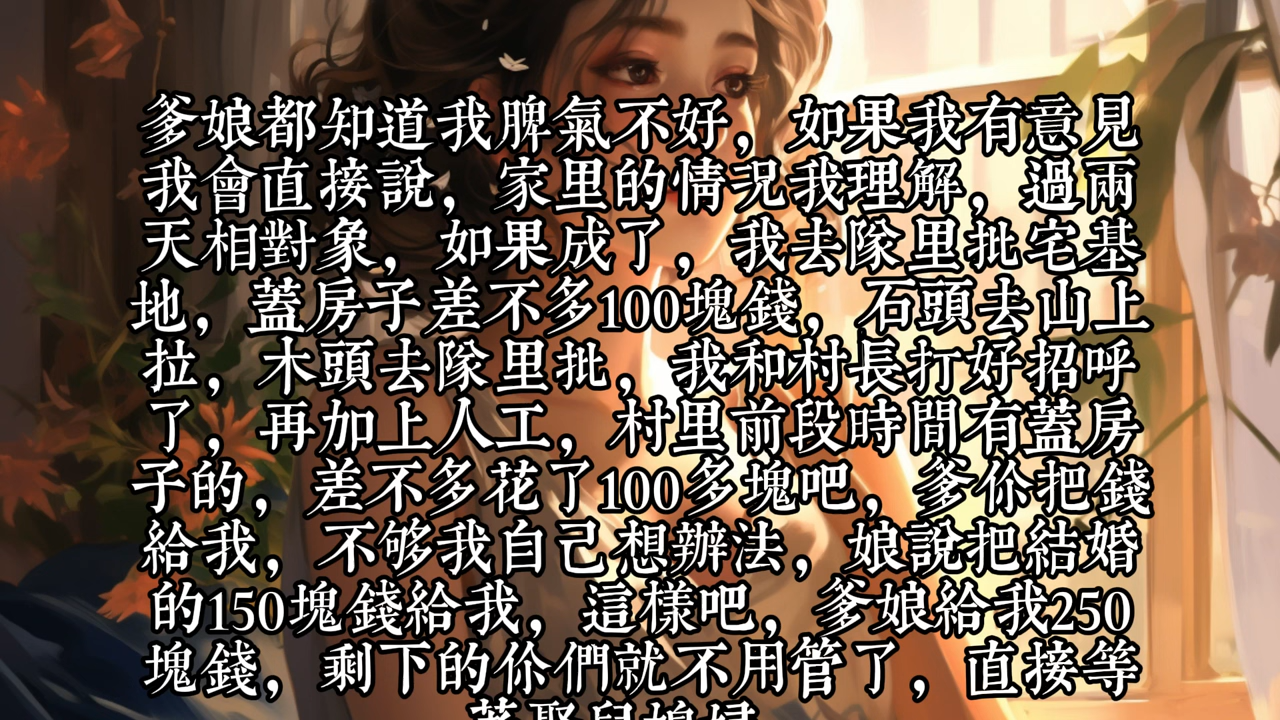 爹娘都知道我脾氣不好，如果我有意見
我會直接說，家里的情况我理解，過兩
天相對象，如果成了，我去隊里批宅基
地，蓋房子差不多100塊錢，石頭去山上
拉，木頭去隊里批，我和村長打好招呼
了，再加上人工，村里前段時間有蓋房
子的，差不多花了100多塊吧，爹你把錢
給我，不够我自己想辦法，娘說把結婚
的150塊錢給我，這樣吧，爹娘給我250
塊錢，剩下的你們就不用管了，直接等
著娶兒媳婦